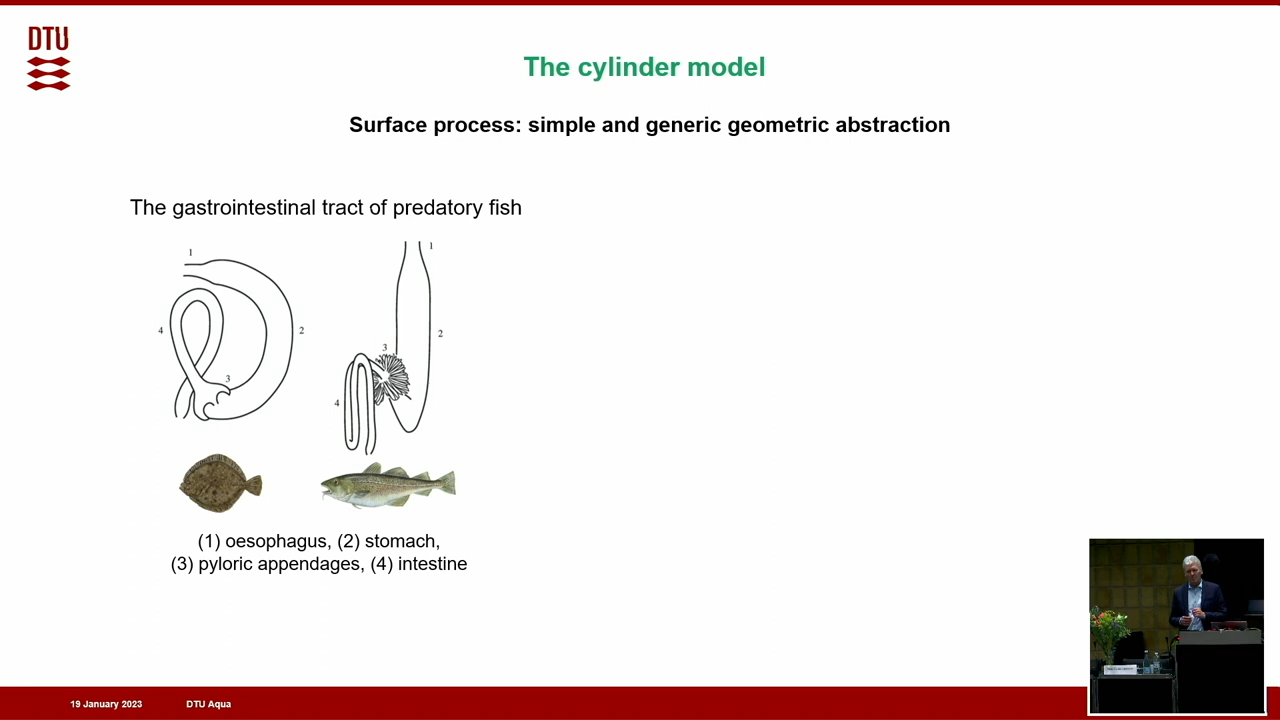 DTU
The cylinder model
Surface process: simple and generic geometric abstraction
The gastrointestinal tract of predatory fish
1
1
4
2
2
3
3
4
(1) oesophagus, (2) stomach,
(3) pyloric appendages, (4) intestine
19 January 2023
DTU Aqua